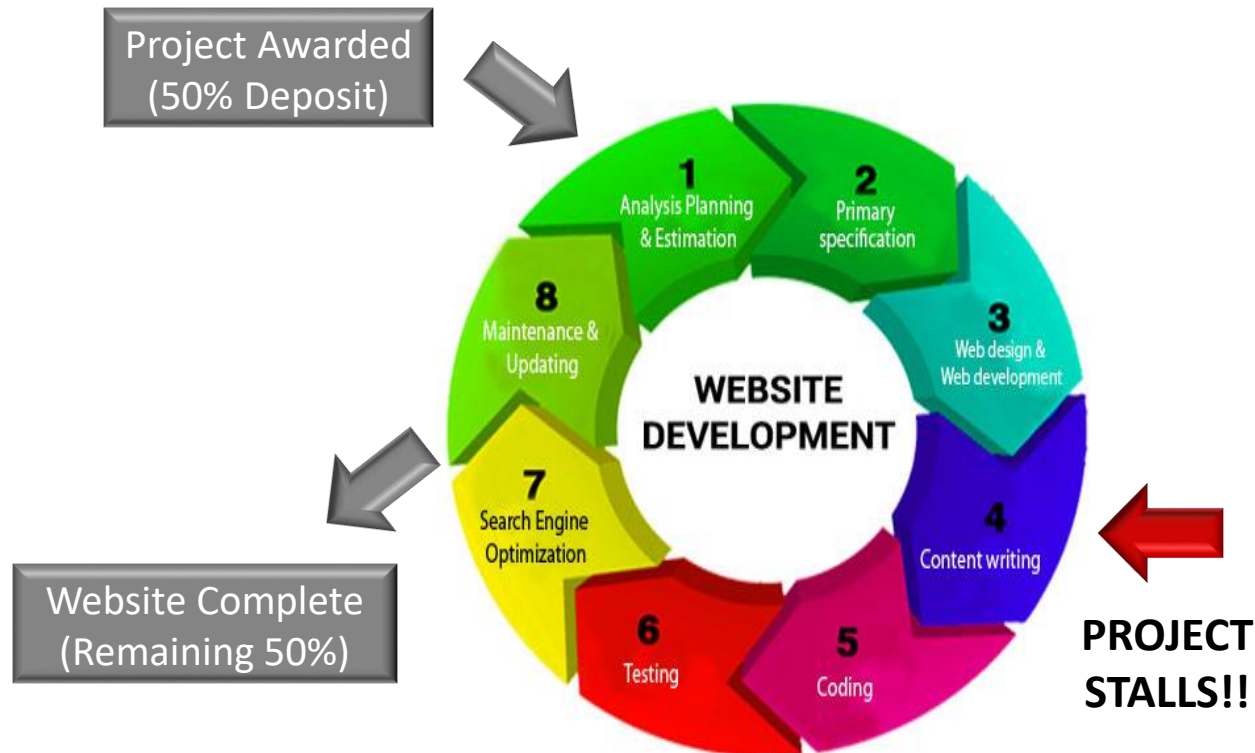 Project Awarded
(50% Deposit)
1
Analysis Planning
& Estimation
2
Primary
specification
3
Web design &
Web development
4
Content writing
5
Coding
6
Testing
7
Search Engine
Optimization
8
Maintenance &
Updating
WEBSITE
DEVELOPMENT
PROJECT
STALLS!!
Website Complete
(Remaining 50%)